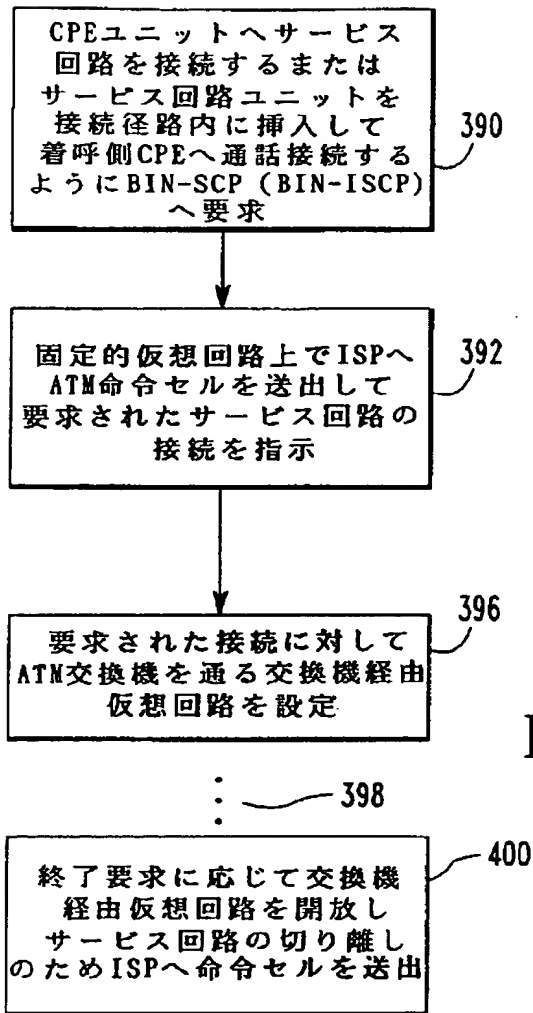 CPEユニットへサービス
回路を接続するまたは
サービス回路ユニットを
接続径路内に挿入して
着呼側CPEへ通話接続する
ようにBIN-SCP (BIN-ISCP)
へ要求
390
固定的仮想回路上でISPへ
ATM命令セルを送出して
要求されたサービス回路の
接続を指示
392
要求された接続に対して
ATM交換機を通る交換機経由
仮想回路を設定
396
398
終了要求に応じて交換機
経由仮想回路を開放し
サービス回路の切り離し
のためISPへ命令セルを送出
400